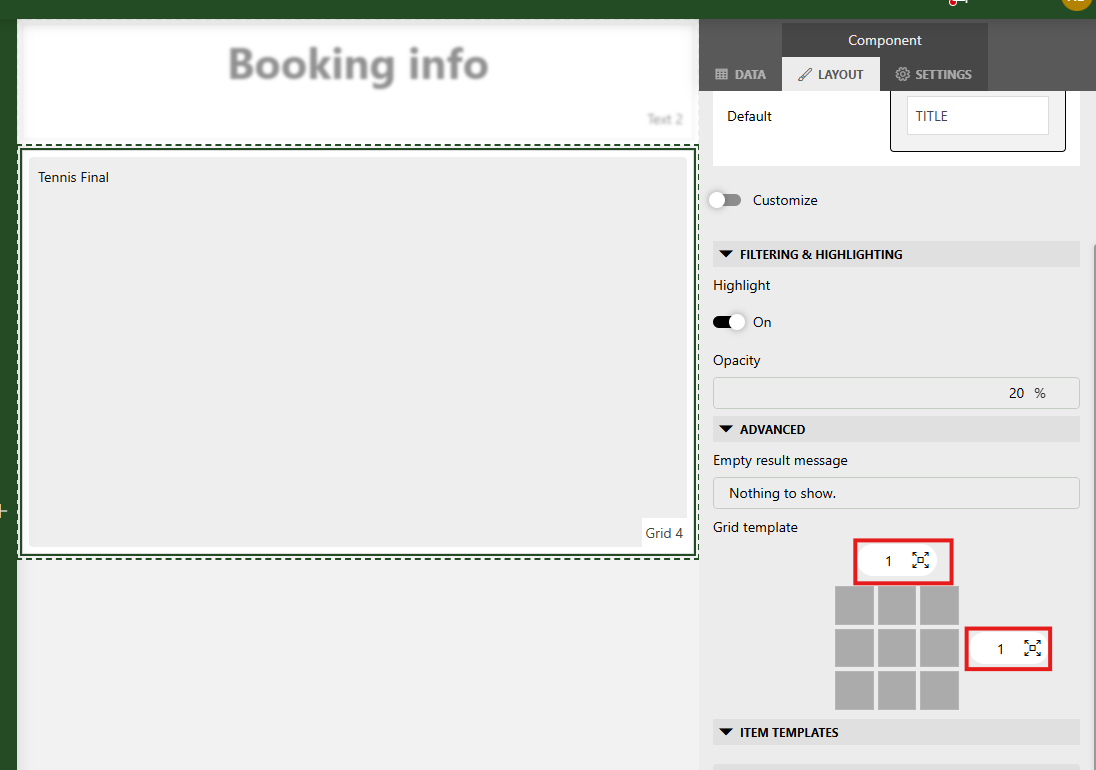 Booking info
Text 2
Tennis Final
Grid 4
Component
DATA
LAYOUT
SETTINGS
Default
TITLE
Customize
FILTERING & HIGHLIGHTING
Highlight
On
Opacity
20 %
ADVANCED
Empty result message
Nothing to show.
Grid template
1
1
ITEM TEMPLATES